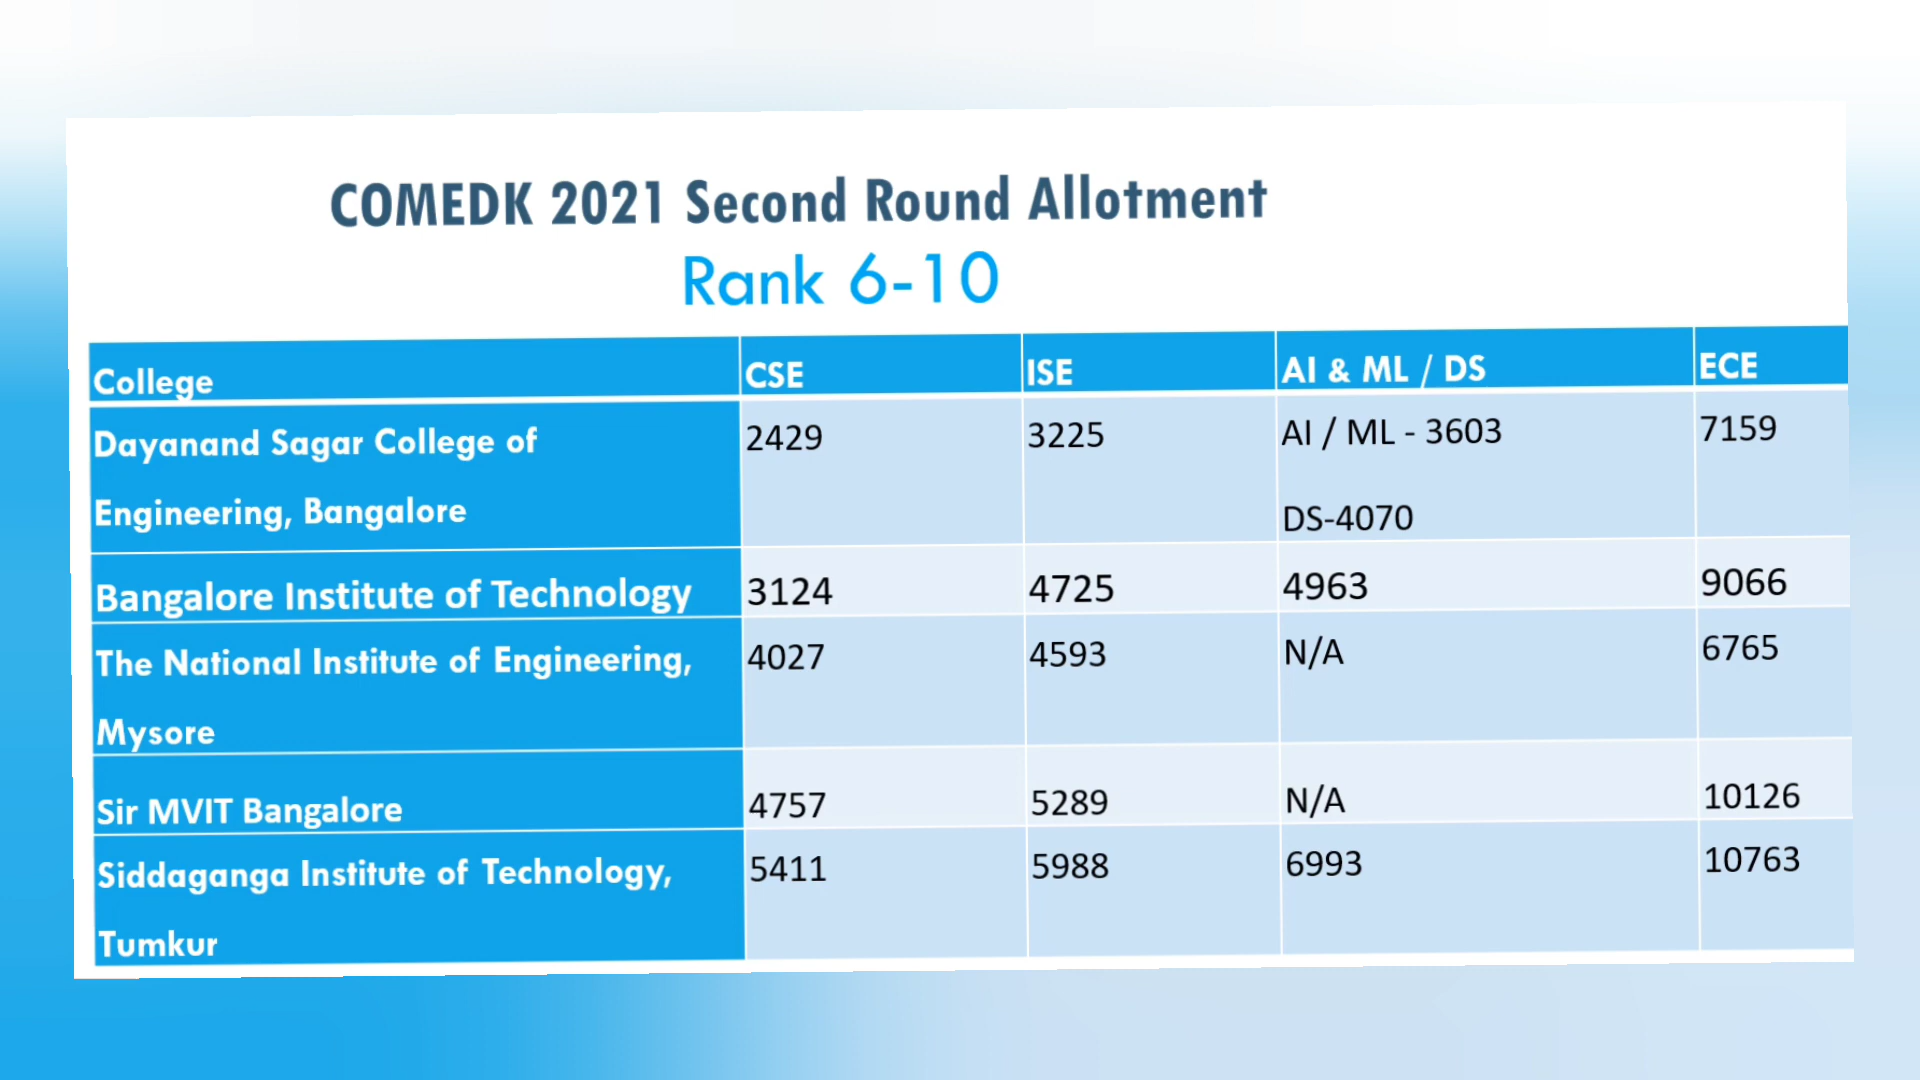 COMEDK 2021 Second Round Allotment
Rank 6-10
College CSE ISE AI & ML / DS ECE
Dayanand Sagar College of 2429 3225 AI / ML - 3603 7159
Engineering, Bangalore DS-4070
Bangalore Institute of Technology 3124 4725 4963 9066
The National Institute of Engineering, 4027 4593 N/A 6765
Mysore
Sir MVIT Bangalore 4757 5289 N/A 10126
Siddaganga Institute of Technology, 5411 5988 6993 10763
Tumkur